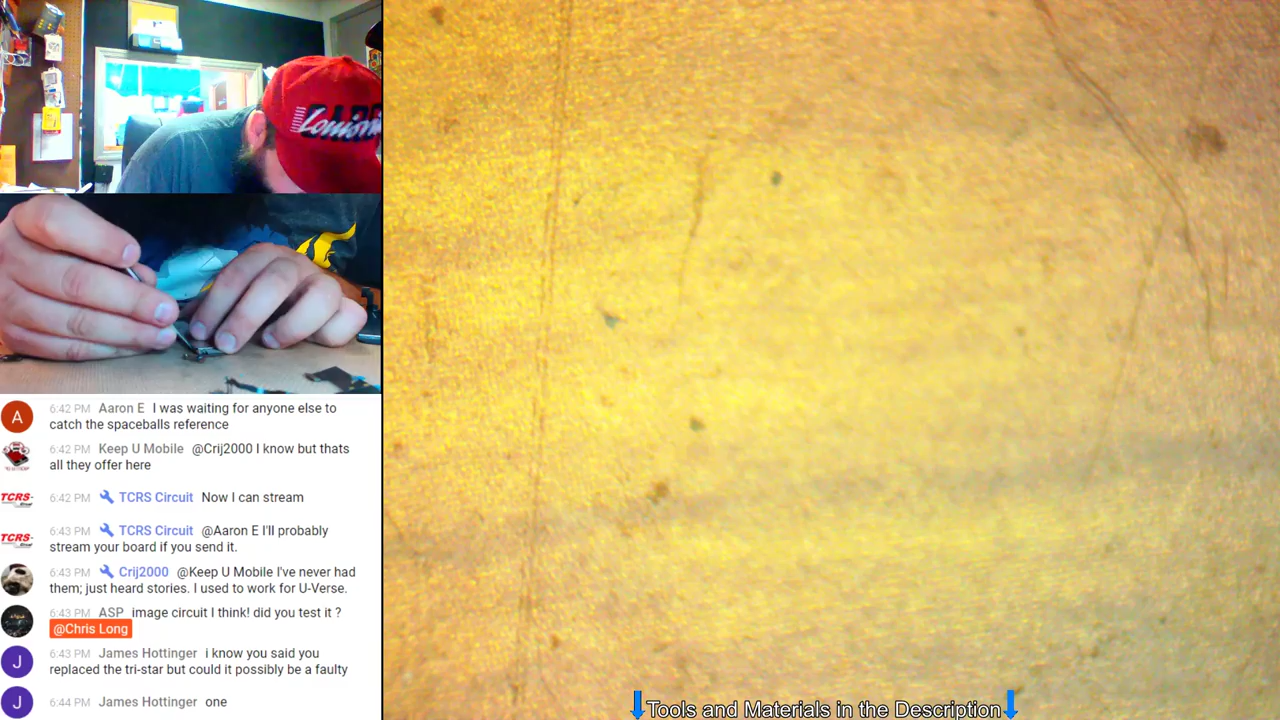 Louisville
6:42 PM Aaron E I was waiting for anyone else to
catch the spaceballs reference
6:42 PM Keep U Mobile @Crij2000 I know but thats
all they offer here
TCRS
6:42 PM TCRS Circuit Now I can stream
TCRS
6:43 PM TCRS Circuit @Aaron E I'll probably
stream your board if you send it.
6:43 PM Crij2000 @Keep U Mobile I've never had
them; just heard stories. I used to work for U-Verse.
6:43 PM ASP image circuit I think! did you test it ?
@Chris Long
6:43 PM James Hottinger i know you said you
replaced the tri-star but could it possibly be a faulty
6:44 PM James Hottinger one
A
J
J
Tools and Materials in the Description